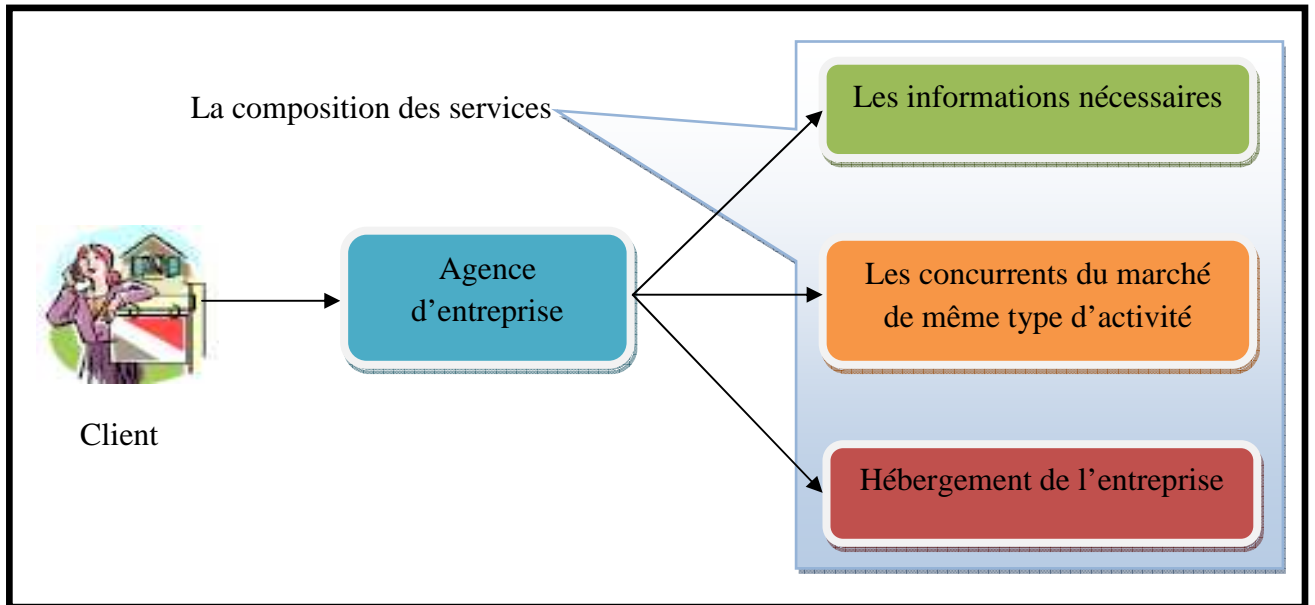 La composition des services
Les informations nécessaires
Agence
d’entreprise
Les concurrents du marché
de même type d’activité
Client
Hébergement de l’entreprise